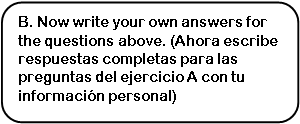 B. Now write your own answers for
the questions above. (Ahora escribe
respuestas completas para las
preguntas del ejercicio A con tu
información personal)